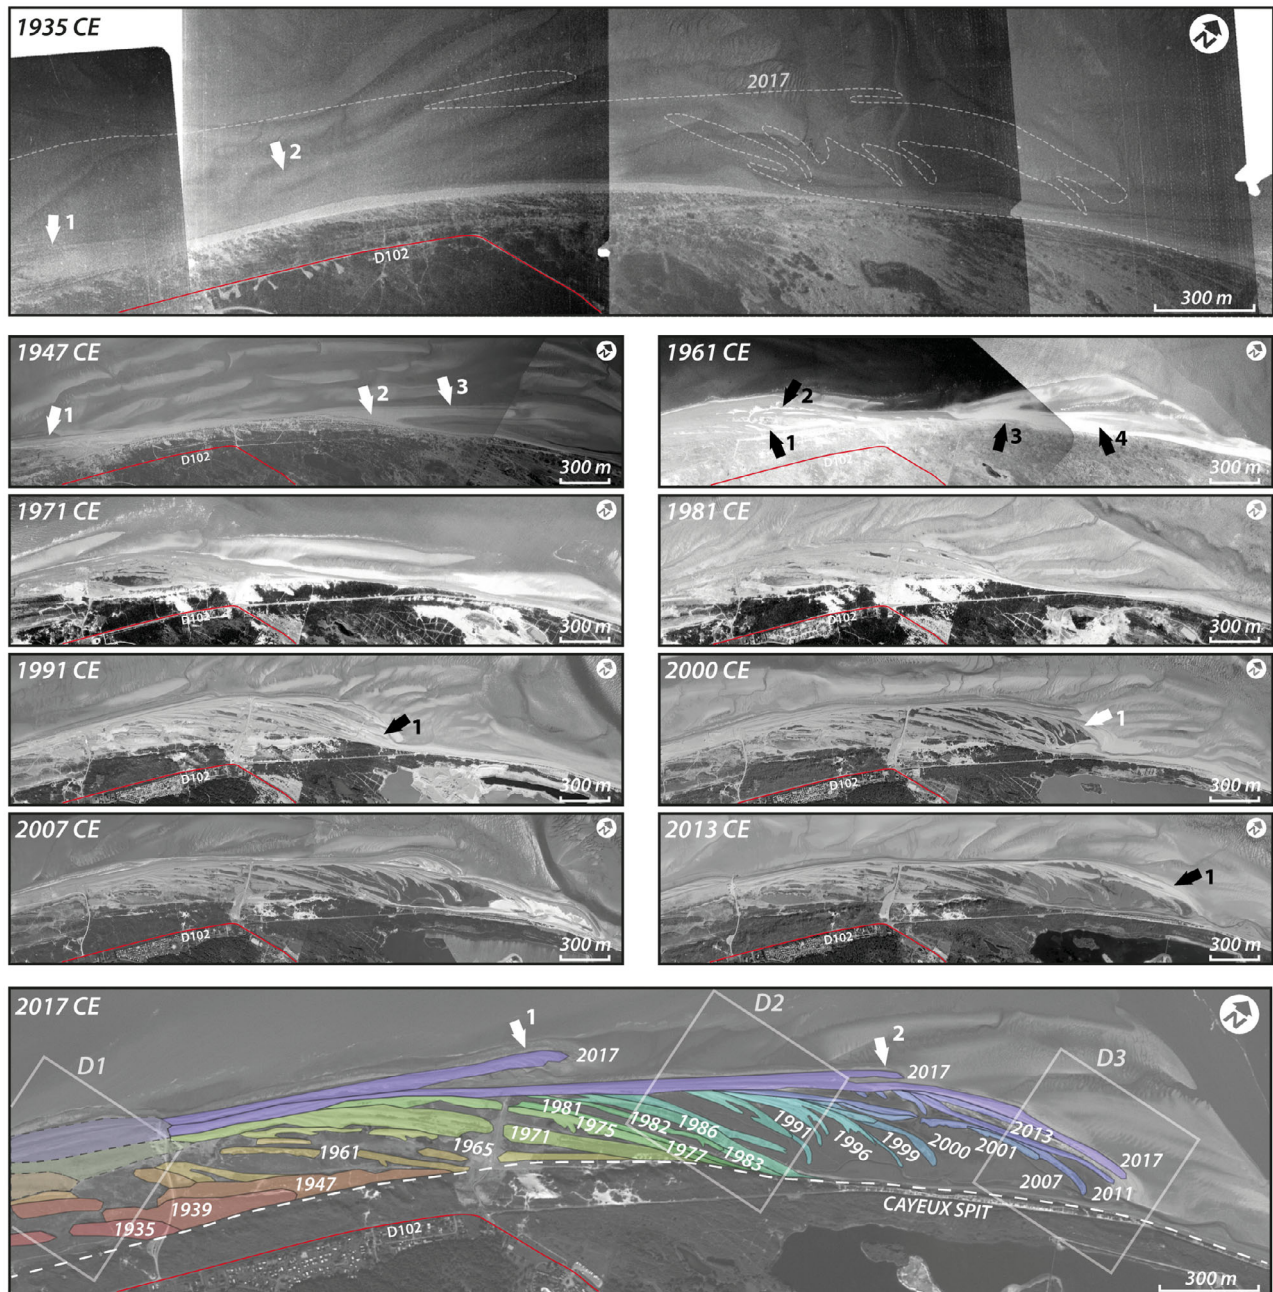 1935 CE
N
2017
2
1
D102
300 m
1947 CE
N
1
2
3
D102
300 m
1961 CE
N
2
1
3
4
D102
300 m
1971 CE
N
D102
300 m
1981 CE
N
D102
300 m
1991 CE
N
1
D102
300 m
2000 CE
N
1
D102
300 m
2007 CE
N
D102
300 m
2013 CE
N
1
D102
300 m
2017 CE
N
D1
D2
D3
1
2
2017
2017
1981
1975
1982
1986
1991
1996
1999
2000
2001
2013
2017
1961
1965
1971
1977
1983
2007
2011
1947
1939
1935
CAYEUX SPIT
D102
300 m